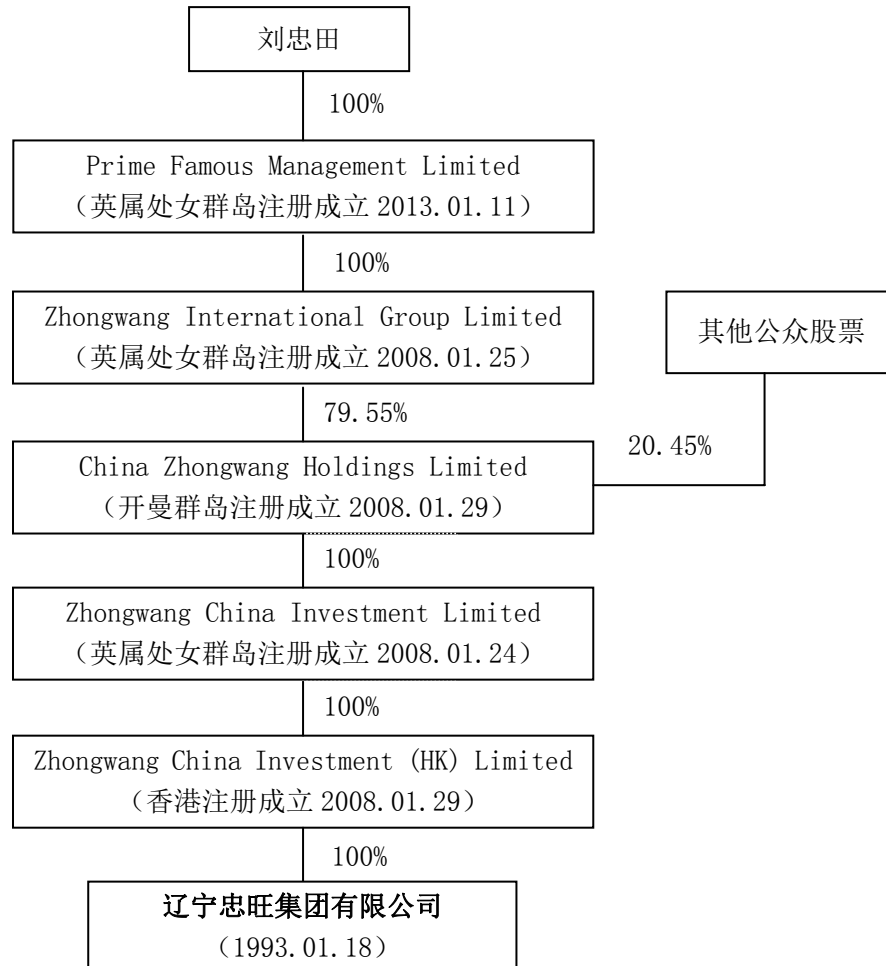 刘忠田
100%
Prime Famous Management Limited
（英属处女群岛注册成立 2013.01.11）
100%
Zhongwang International Group Limited
（英属处女群岛注册成立 2008.01.25）
其他公众股票
79.55%
20.45%
China Zhongwang Holdings Limited
（开曼群岛注册成立 2008.01.29）
100%
Zhongwang China Investment Limited
（英属处女群岛注册成立 2008.01.24）
100%
Zhongwang China Investment (HK) Limited
（香港注册成立 2008.01.29）
100%
辽宁忠旺集团有限公司
（1993.01.18）